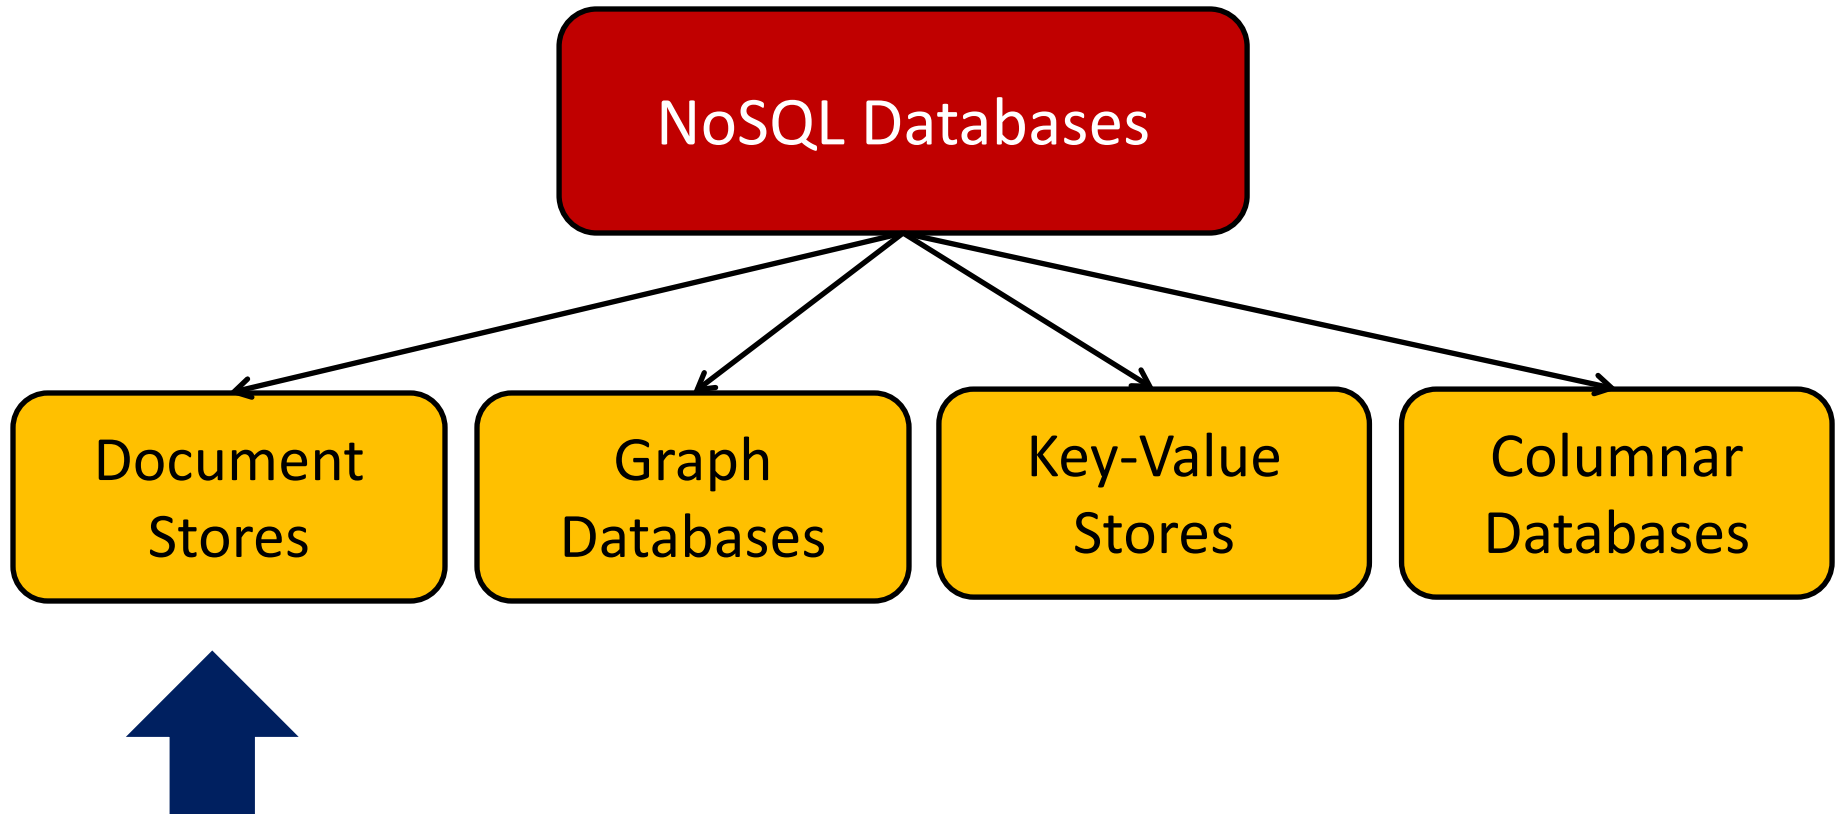 NoSQL Databases
Document
Stores
Graph
Databases
Key-Value
Stores
Columnar
Databases